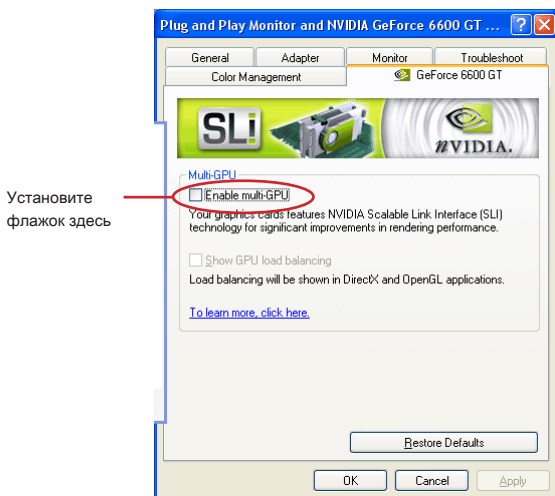 Plug and Play Monitor and NVIDIA GeForce 6600 GT ...
General Adapter Monitor Troubleshoot
Color Management GeForce 6600 GT
SLi NVIDIA.
Multi-GPU
Enable multi-GPU
Your graphics cards features NVIDIA Scalable Link
Interface (SLI)
technology for significant improvements in rendering
performance.
Show GPU load balancing
Load balancing will be shown in DirectX and OpenGL applications.
To learn more, click here.
Restore Defaults
OK Cancel Apply
Установите
флажок здесь